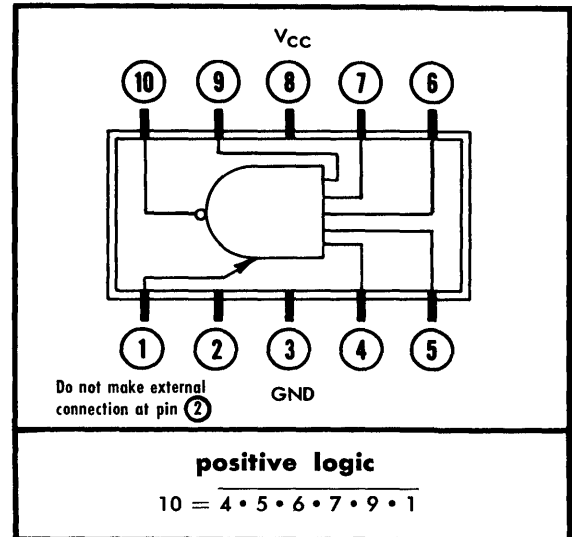 VCC
10 9 8 7 6
1 2 3 4 5
Do not make external
connection at pin 2
GND
positive logic
10 = 4 • 5 • 6 • 7 • 9 • 1